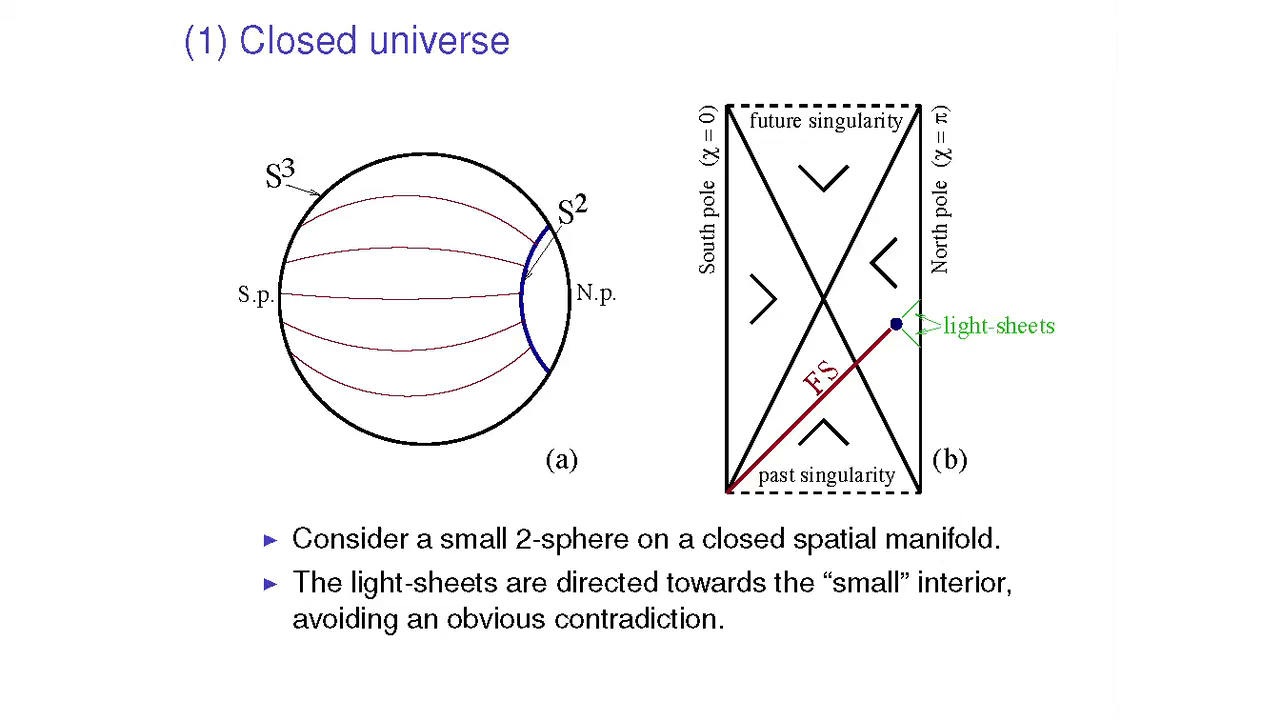 (1) Closed universe
S3
S2
S.p.
N.p.
(a)
South pole (χ = 0)
future singularity
North pole (χ = π)
light-sheets
FS
past singularity
(b)
▶ Consider a small 2-sphere on a closed spatial manifold.
▶ The light-sheets are directed towards the “small” interior,
avoiding an obvious contradiction.